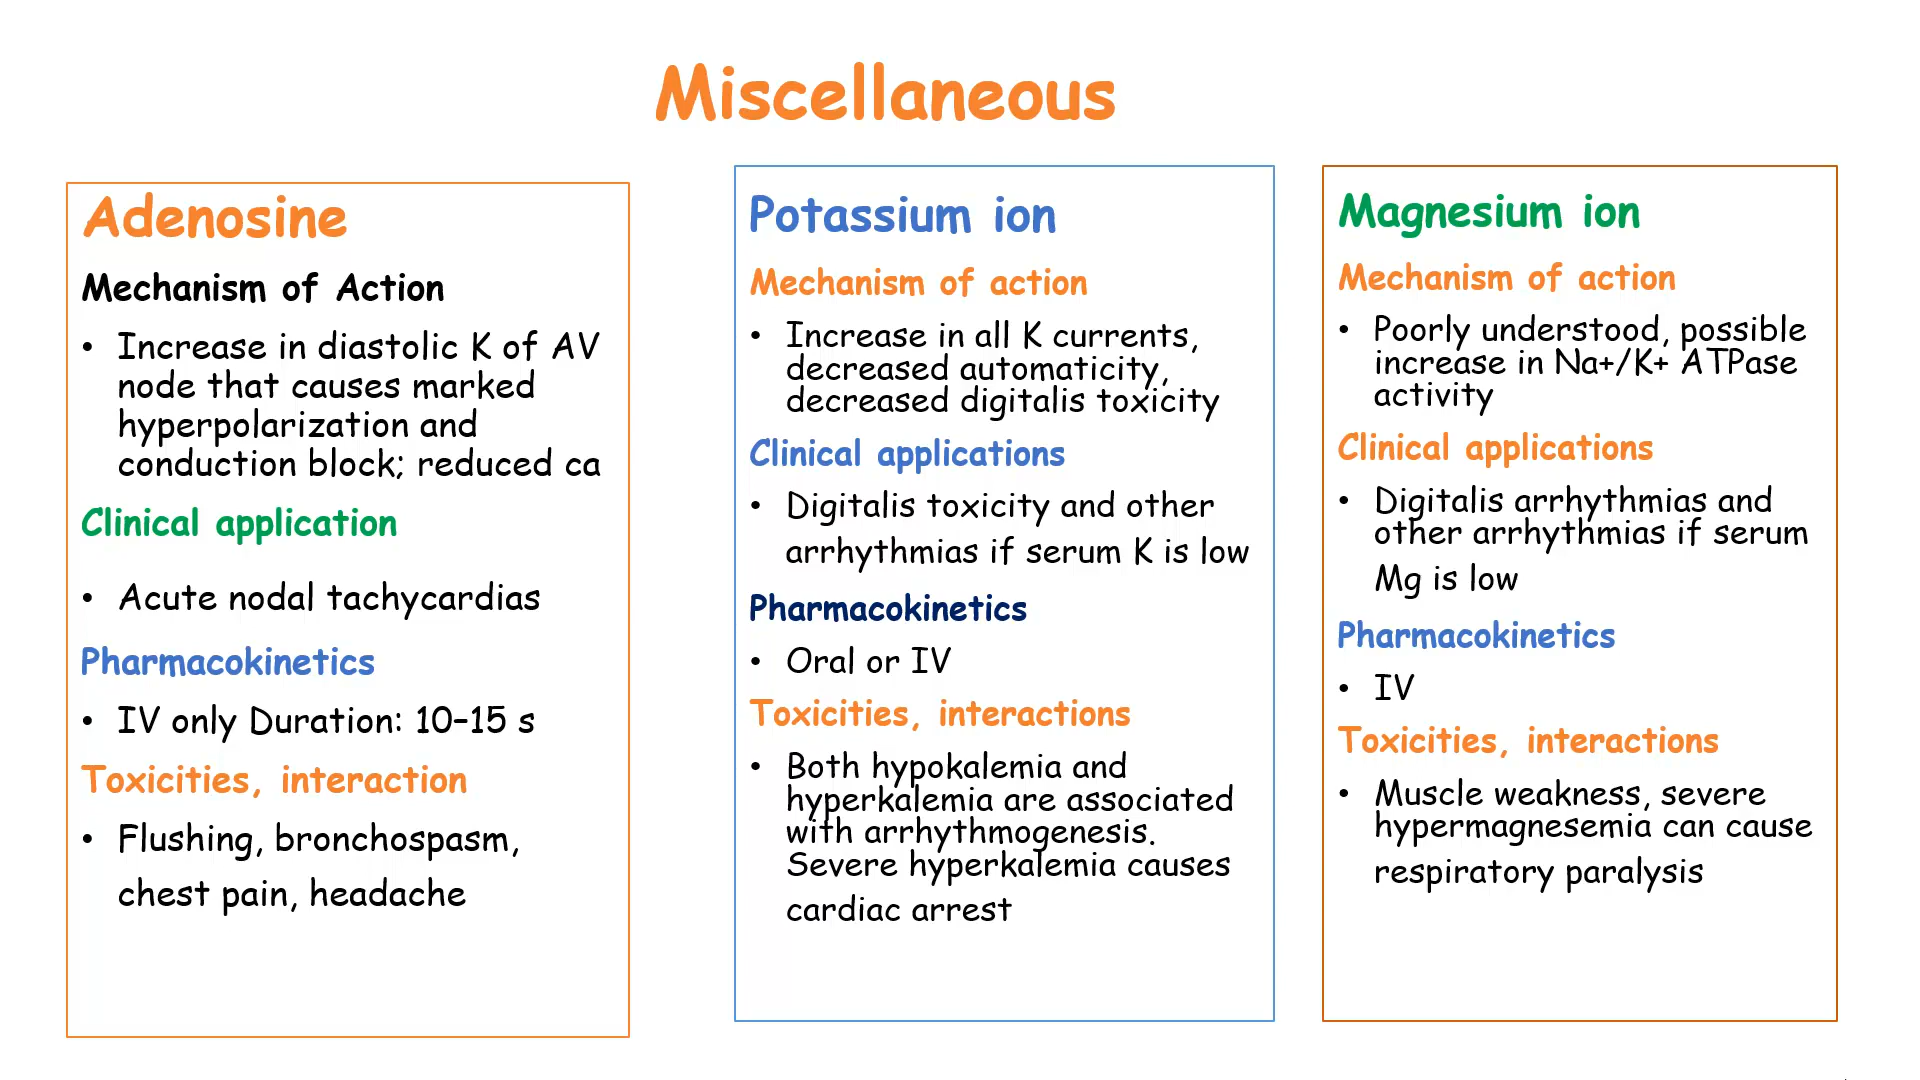 Miscellaneous
Adenosine
Mechanism of Action
• Increase in diastolic K of AV
node that causes marked
hyperpolarization and
conduction block; reduced ca
Clinical application
• Acute nodal tachycardias
Pharmacokinetics
• IV only Duration: 10–15 s
Toxicities, interaction
• Flushing, bronchospasm,
chest pain, headache
Potassium ion
Mechanism of action
• Increase in all K currents,
decreased automaticity,
decreased digitalis toxicity
Clinical applications
• Digitalis toxicity and other
arrhythmias if serum K is low
Pharmacokinetics
• Oral or IV
Toxicities, interactions
• Both hypokalemia and
hyperkalemia are associated
with arrhythmogenesis.
Severe hyperkalemia causes
cardiac arrest
Magnesium ion
Mechanism of action
• Poorly understood, possible
increase in Na+/K+ ATPase
activity
Clinical applications
• Digitalis arrhythmias and
other arrhythmias if serum
Mg is low
Pharmacokinetics
• IV
Toxicities, interactions
• Muscle weakness, severe
hypermagnesemia can cause
respiratory paralysis